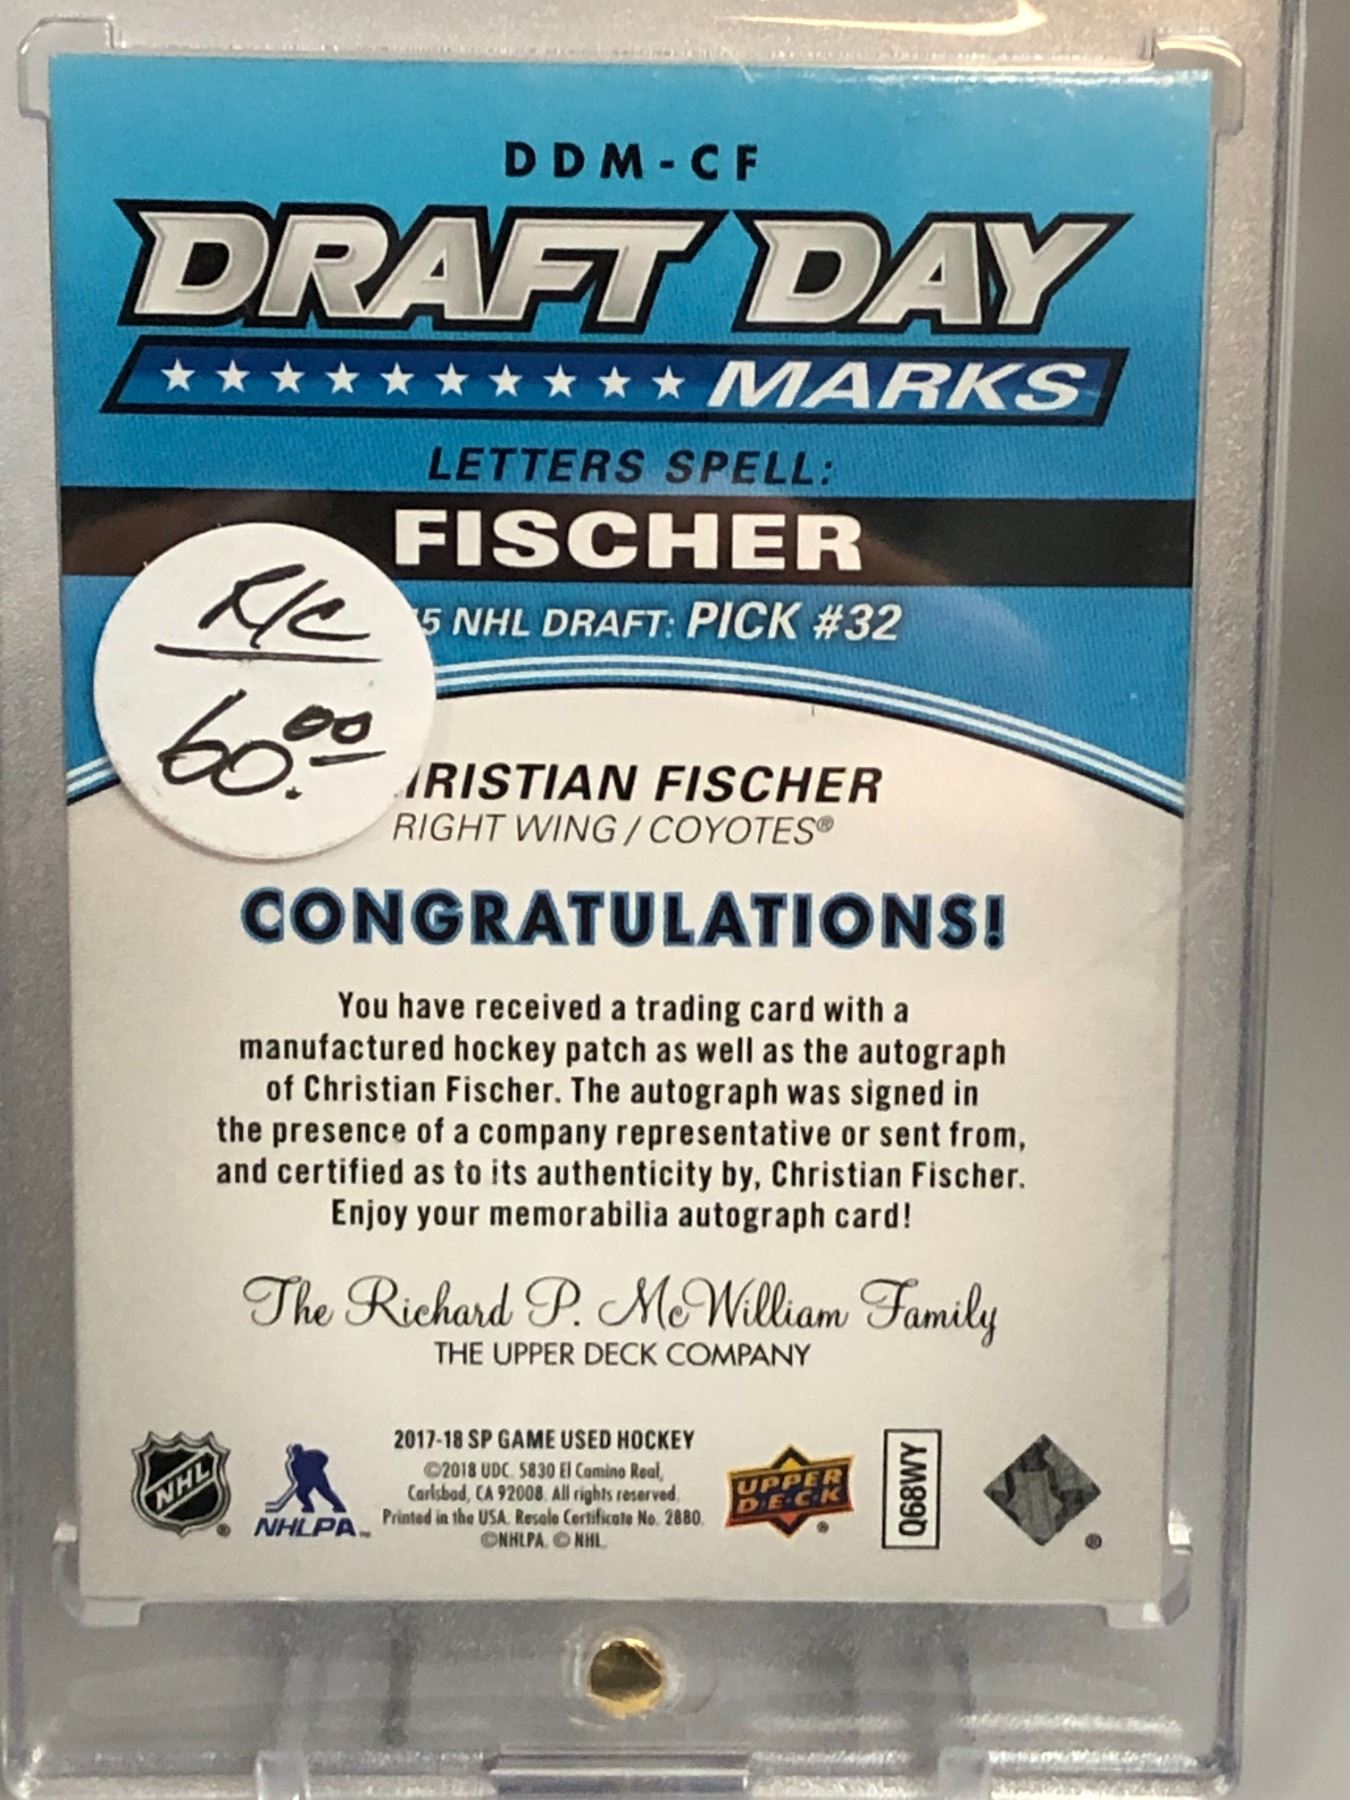 DDM-CF
DRAFT DAY
MARKS
LETTERS SPELL:
FISCHER
R/C
60.00
5 NHL DRAFT: PICK #32
RISTIAN FISCHER
RIGHT WING / COYOTES®
CONGRATULATIONS!
You have received a trading card with a
manufactured hockey patch as well as the autograph
of Christian Fischer. The autograph was signed in
the presence of a company representative or sent from,
and certified as to its authenticity by, Christian Fischer.
Enjoy your memorabilia autograph card!
The Richard P. McWilliam Family
THE UPPER DECK COMPANY
NHL ®
NHLPA™
2017-18 SP GAME USED HOCKEY
©2018 UDC. 5830 El Camino Real,
Carlsbad, CA 92008. All rights reserved.
Printed in the USA. Resale Certificate No. 2880.
©NHLPA. © NHL.
UPPER
DECK ®
Q68WY
®